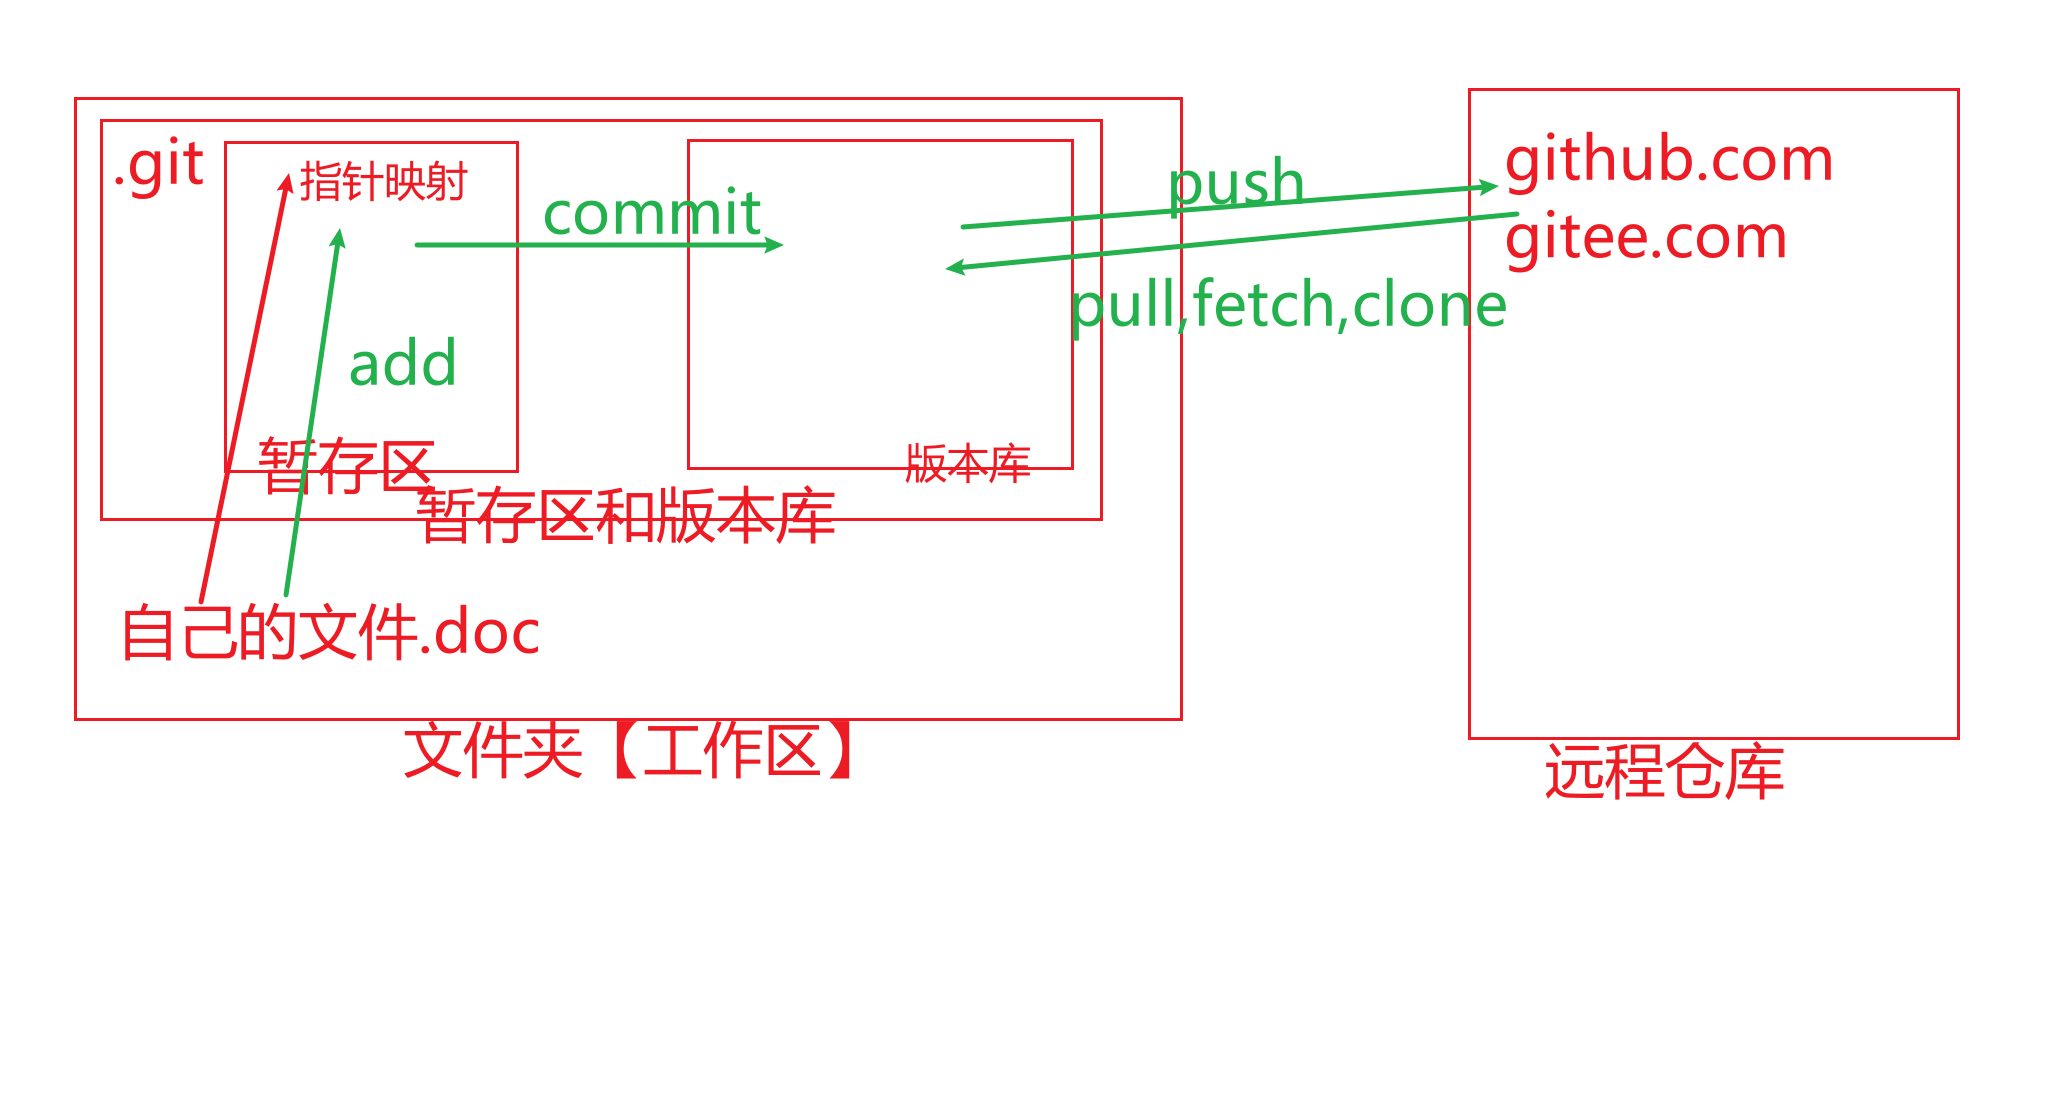 .git
指针映射
commit
add
暂存区
版本库
暂存区和版本库
自己的文件.doc
文件夹【工作区】
push
pull,fetch,clone
github.com
gitee.com
远程仓库